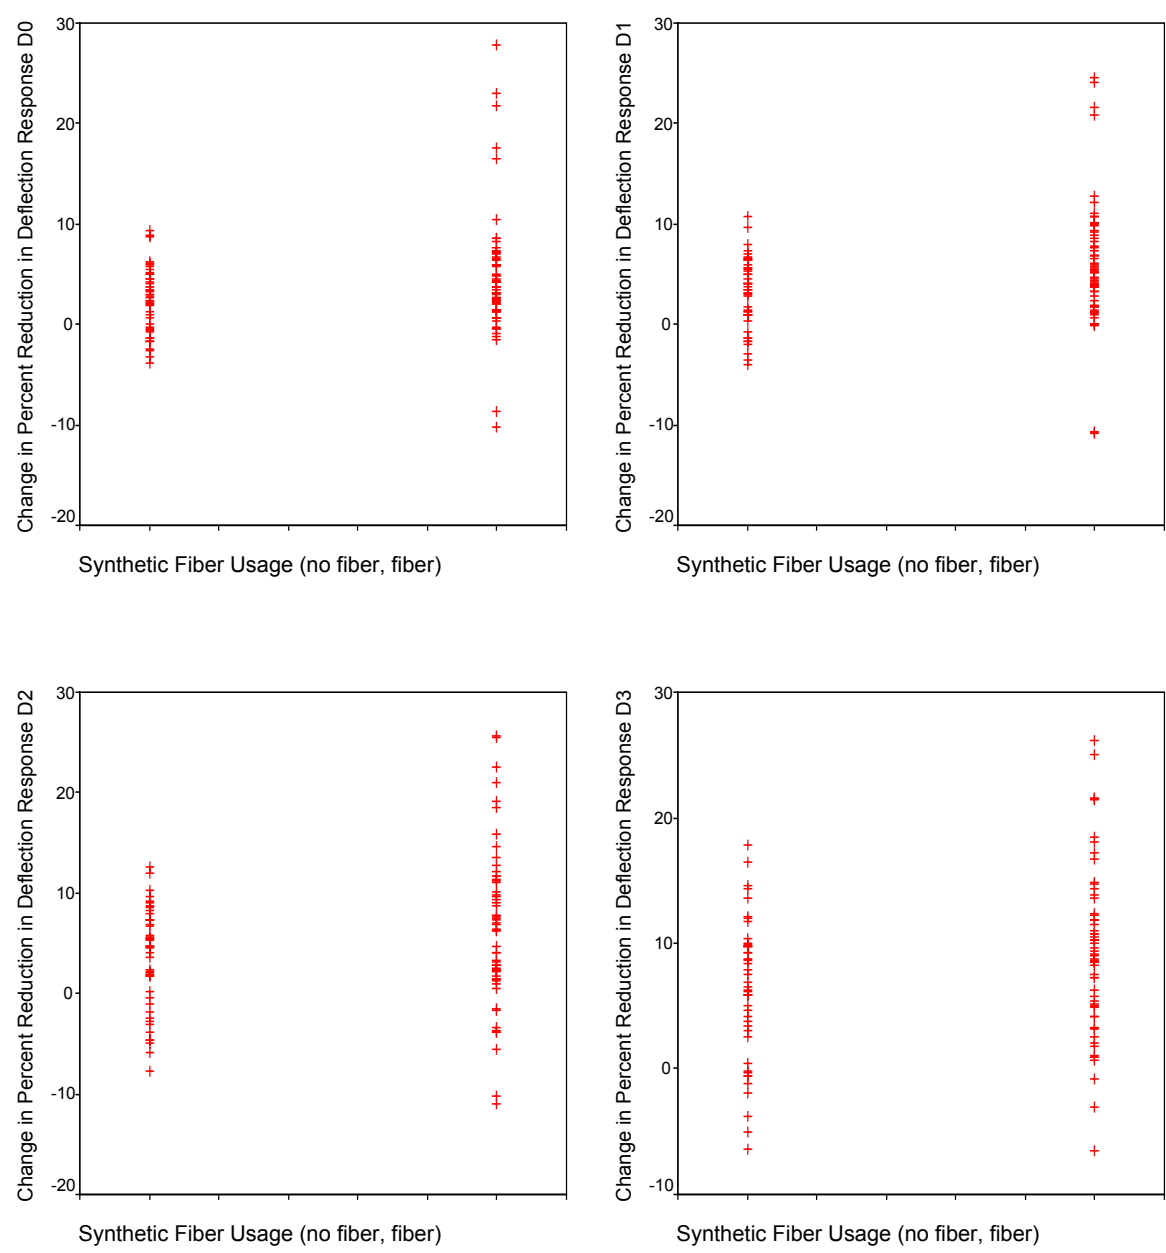 Change in Percent Reduction in Deflection Response D0
30
20
10
0
-10
-20
Synthetic Fiber Usage (no fiber, fiber)
Change in Percent Reduction in Deflection Response D1
30
20
10
0
-10
-20
Synthetic Fiber Usage (no fiber, fiber)
Change in Percent Reduction in Deflection Response D2
30
20
10
0
-10
-20
Synthetic Fiber Usage (no fiber, fiber)
Change in Percent Reduction in Deflection Response D3
30
20
10
0
-10
Synthetic Fiber Usage (no fiber, fiber)